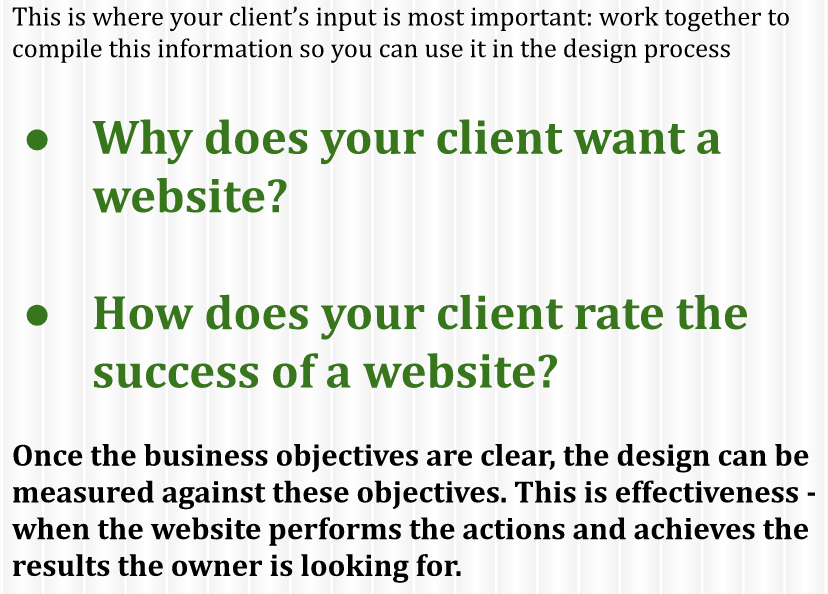 This is where your client’s input is most important: work together to
compile this information so you can use it in the design process
● Why does your client want a
website?
● How does your client rate the
success of a website?
Once the business objectives are clear, the design can be
measured against these objectives. This is effectiveness -
when the website performs the actions and achieves the
results the owner is looking for.